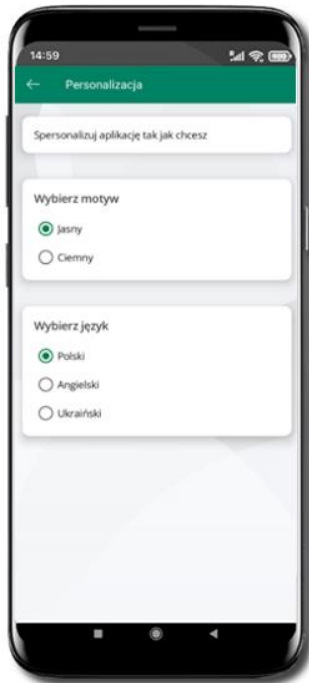 14:59
Personalizacja
Spersonalizuj aplikację tak jak chcesz
Wybierz motyw
Jasny
Ciemny
Wybierz język
Polski
Angielski
Ukraiński